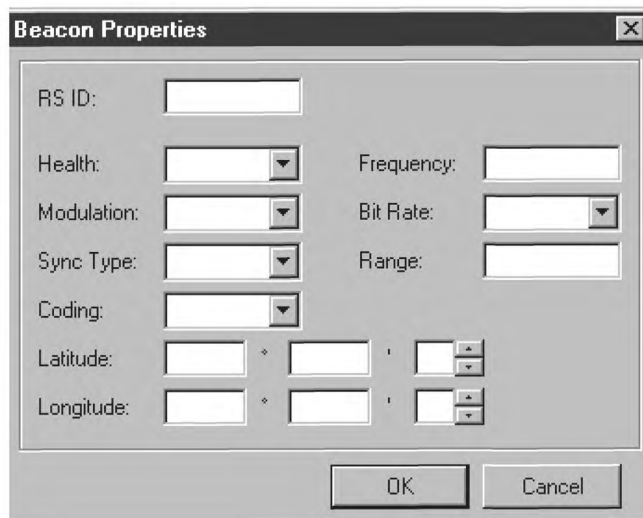 Beacon Properties
RS ID:
Health: Frequency:
Modulation: Bit Rate:
Sync Type: Range:
Coding:
Latitude: ° '
Longitude: ° '
OK Cancel